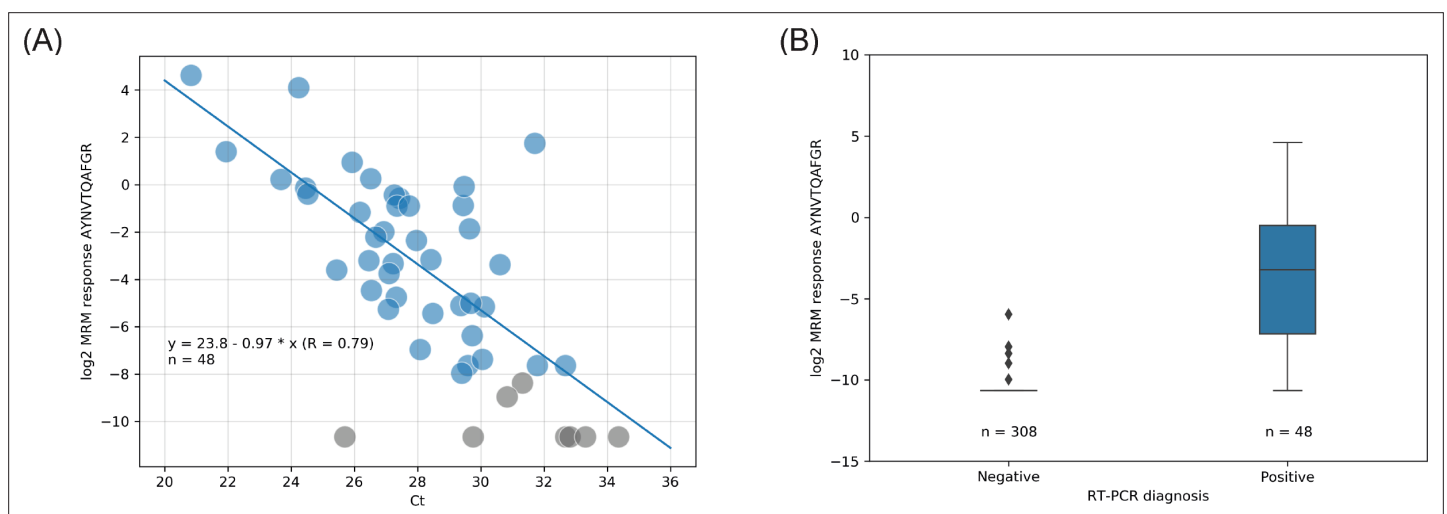 (A)
log2 MRM response AYNVTQAFGR
4
2
0
−2
−4
−6
−8
−10
y = 23.8 - 0.97 * x (R = 0.79)
n = 48
20 22 24 26 28 30 32 34 36
Ct
(B)
log2 MRM response AYNVTQAFGR
10
5
0
−5
−10
−15
n = 308 n = 48
Negative Positive
RT-PCR diagnosis